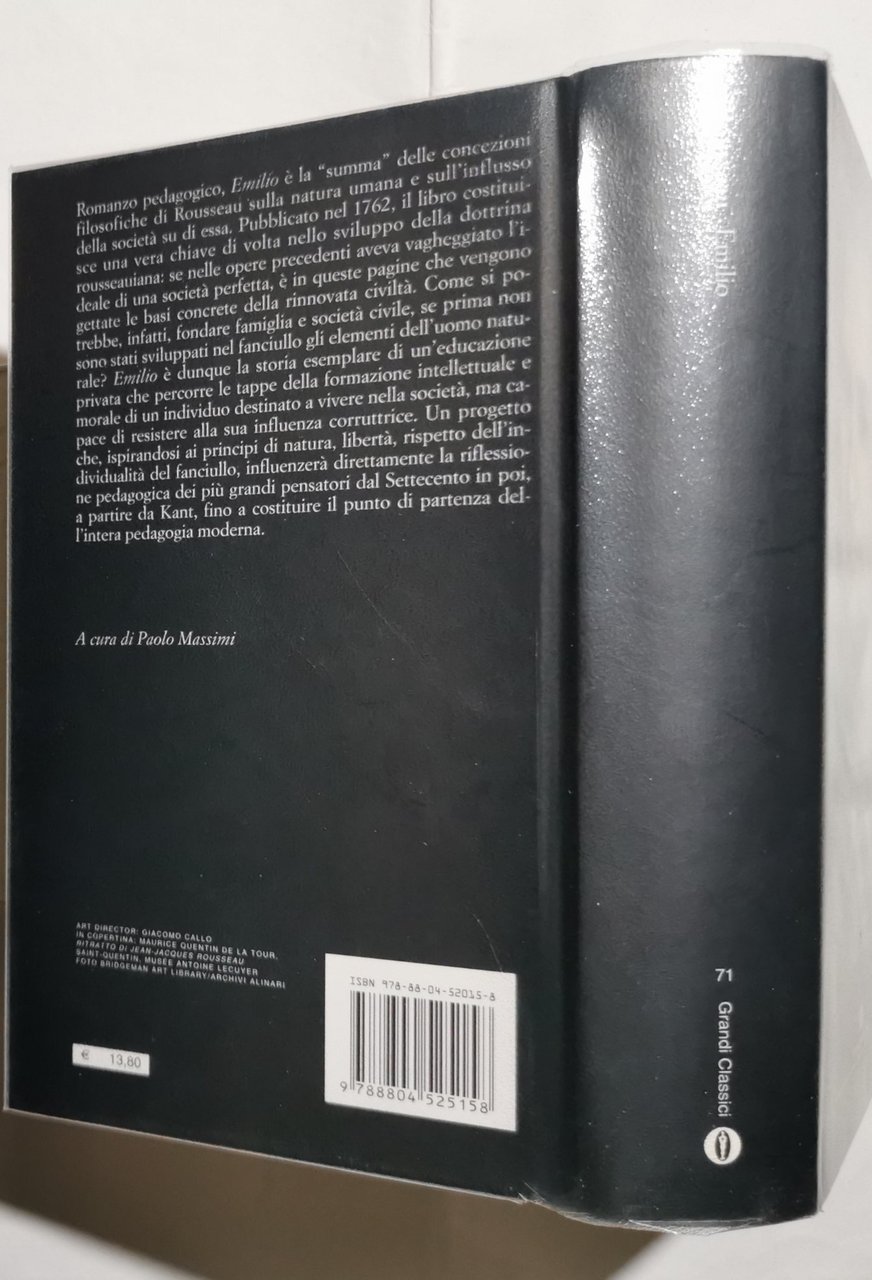 Romanzo pedagogico, Emilio è la “summa” delle concezioni
filosofiche di Rousseau sulla natura umana e sull'influsso
della società su di essa. Pubblicato nel 1762, il libro costitui-
sce una vera chiave di volta nello sviluppo della dottrina
rousseauiana: se nelle opere precedenti aveva vagheggiato l'i-
deale di una società perfetta, è in queste pagine che vengono
gettate le basi concrete della rinnovata civiltà. Come si po-
trebbe, infatti, fondare famiglia e società civile, se prima non
sono stati sviluppati nel fanciullo gli elementi dell'uomo natu-
rale? Emilio è dunque la storia esemplare di un'educazione
privata che percorre le tappe della formazione intellettuale e
morale di un individuo destinato a vivere nella società, ma ca-
pace di resistere alla sua influenza corruttrice. Un progetto
che, ispirandosi ai principi di natura, libertà, rispetto dell'in-
dividualità del fanciullo, influenzerà direttamente la riflessio-
ne pedagogica dei più grandi pensatori dal Settecento in poi,
a partire da Kant, fino a costituire il punto di partenza del-
l'intera pedagogia moderna.
A cura di Paolo Massimi
ART DIRECTOR: GIACOMO CALLO
IN COPERTINA: MAURICE QUENTIN DE LA TOUR,
RITRATTO DI JEAN-JACQUES ROUSSEAU
SAINT-QUENTIN, MUSÉE ANTOINE LECUYER
FOTO BRIDGEMAN ART LIBRARY/ARCHIVI ALINARI
€ 13,80
ISBN 978-88-04-52015-8
9 788804 525158
Emilio
71 Grandi Classici